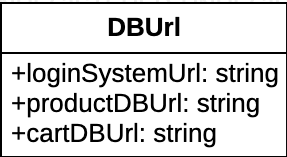 DBUrl
+loginSystemUrl: string
+productDBUrl: string
+cartDBUrl: string